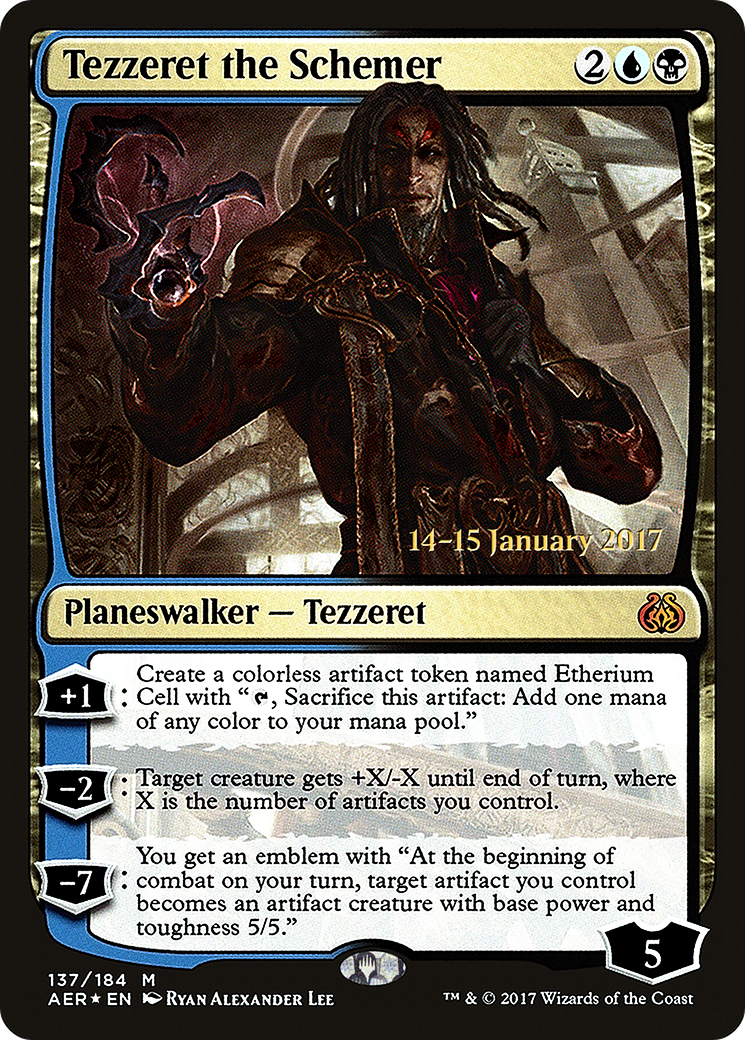 Tezzeret the Schemer 2
14–15 January 2017
Planeswalker — Tezzeret
+1 : Create a colorless artifact token named Etherium
Cell with “ , Sacrifice this artifact: Add one mana
of any color to your mana pool.”
−2 : Target creature gets +X/-X until end of turn, where
X is the number of artifacts you control.
−7 : You get an emblem with “At the beginning of
combat on your turn, target artifact you control
becomes an artifact creature with base power and
toughness 5/5.”
5
137/184 M
AER★EN Ryan Alexander Lee
™ & © 2017 Wizards of the Coast